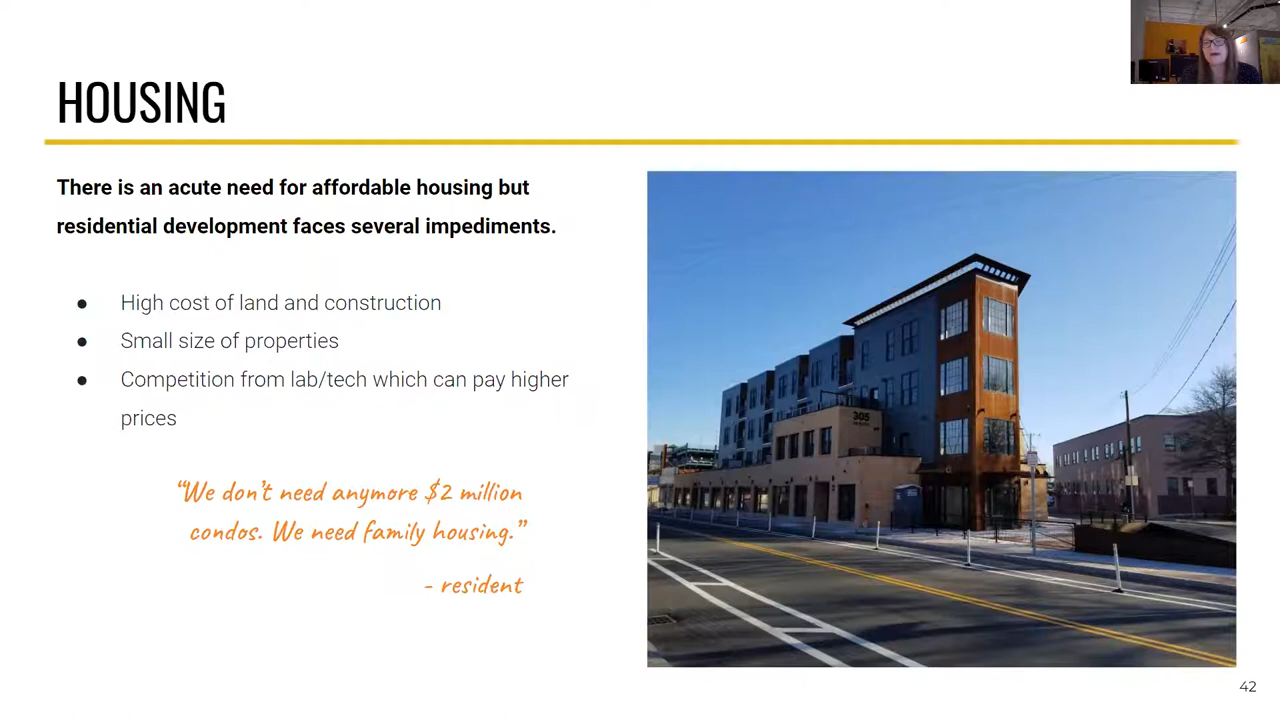 HOUSING
There is an acute need for affordable housing but
residential development faces several impediments.
● High cost of land and construction
● Small size of properties
● Competition from lab/tech which can pay higher
prices
“We don’t need anymore $2 million
condos. We need family housing.”
- resident
305
42